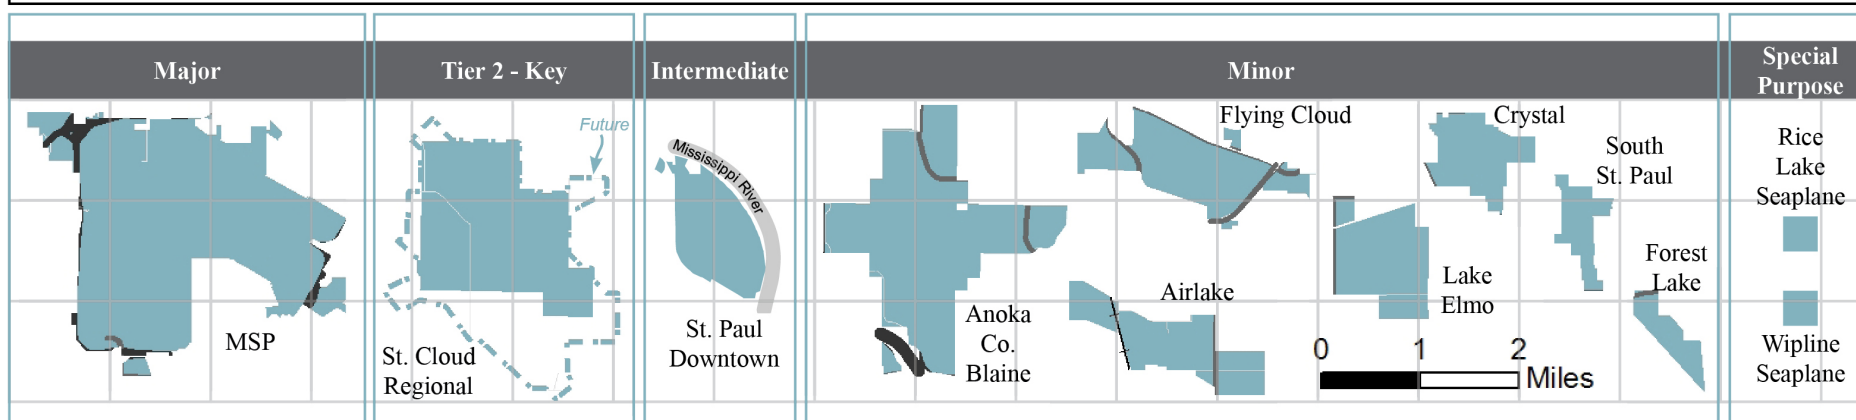 Major
Tier 2 - Key
Intermediate
Minor
Special
Purpose
MSP
Future
St. Cloud
Regional
Mississippi River
St. Paul
Downtown
Anoka
Co.
Blaine
Flying Cloud
Airlake
Crystal
Lake
Elmo
South
St. Paul
Forest
Lake
0 1 2
Miles
Rice
Lake
Seaplane
Wipline
Seaplane